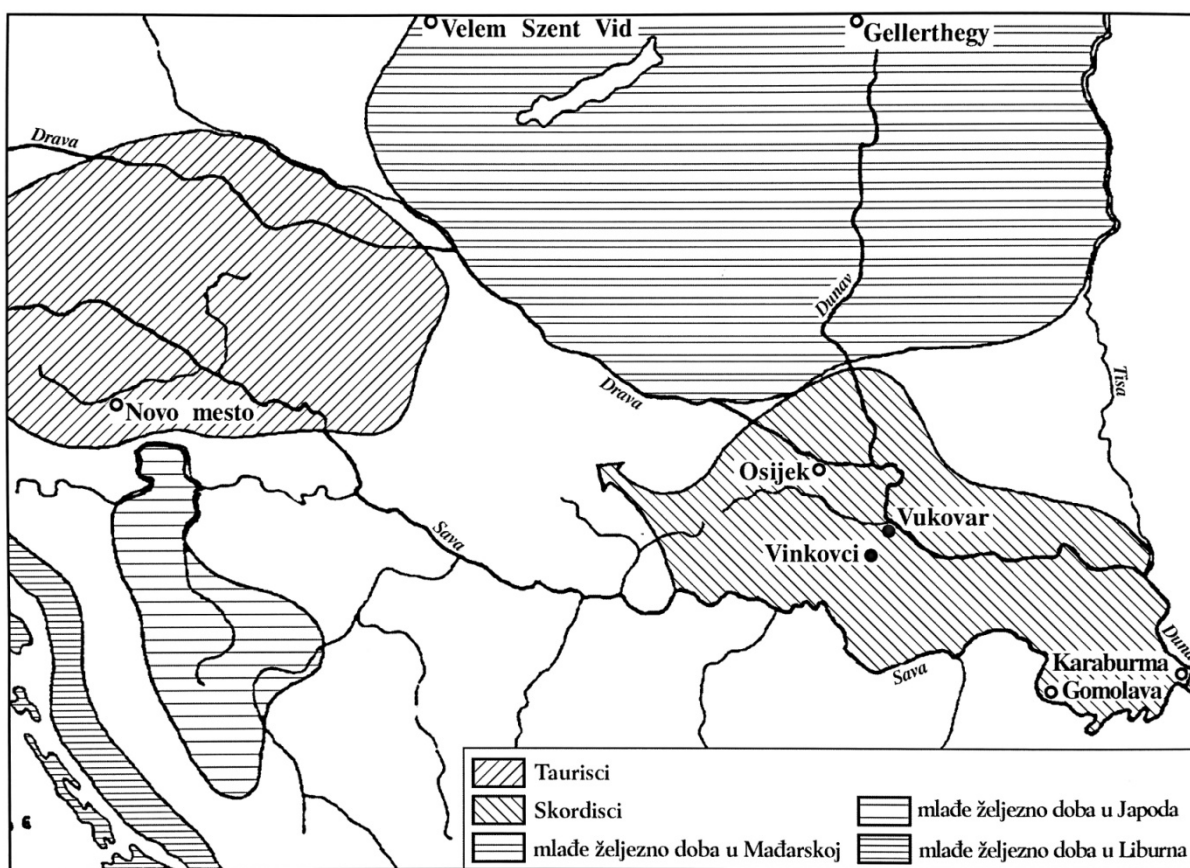 Velem Szent Vid
Gellerthegy
Drava
Dunav
Tisa
Novo mesto
Drava
Osijek
Vukovar
Vinkovci
Sava
Sava
Karaburma
Gomolava
Duna
Taurisci
Skordisci
mlađe željezno doba u Mađarskoj
mlađe željezno doba u Japoda
mlađe željezno doba u Liburna